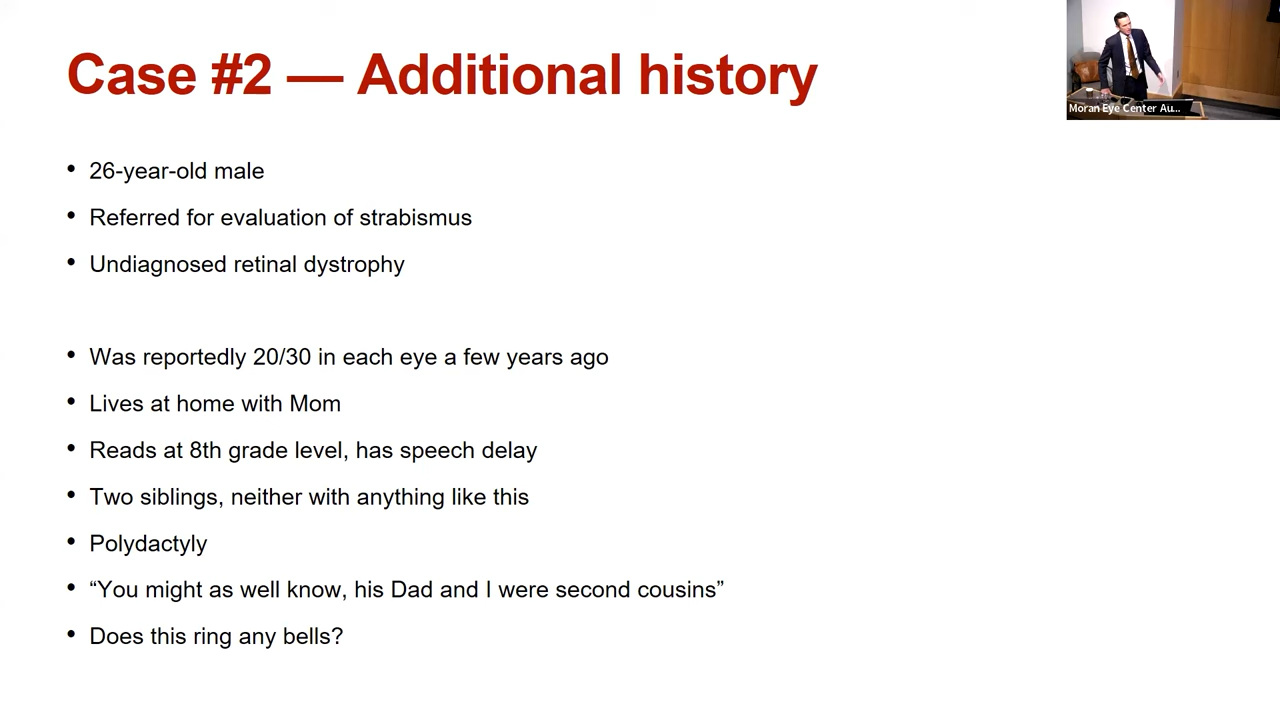 Case #2 — Additional history
Moran Eye Center Au...
• 26-year-old male
• Referred for evaluation of strabismus
• Undiagnosed retinal dystrophy
• Was reportedly 20/30 in each eye a few years ago
• Lives at home with Mom
• Reads at 8th grade level, has speech delay
• Two siblings, neither with anything like this
• Polydactyly
• “You might as well know, his Dad and I were second cousins”
• Does this ring any bells?